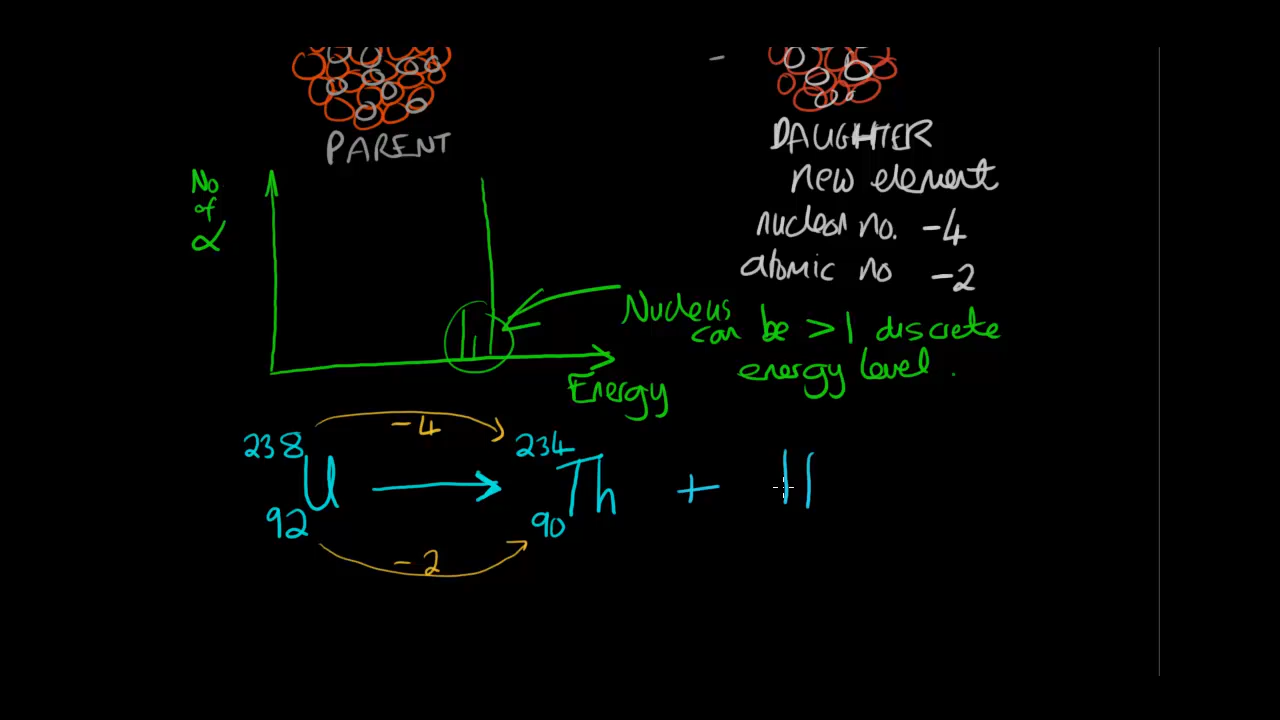 PARENT
DAUGHTER
new element
nucleon no. -4
atomic no -2
No
of
α
Nucleus
can be >1 discrete
energy level.
Energy
-4
238 U 92 → 234 Th 90 +
-2